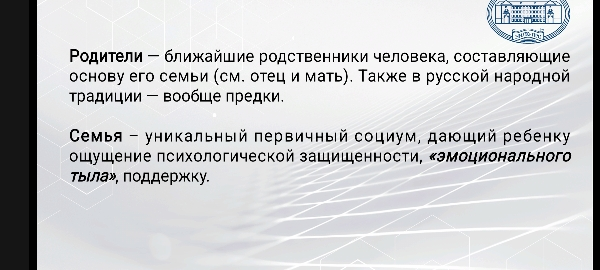 Родители — ближайшие родственники человека, составляющие
основу его семьи (см. отец и мать). Также в русской народной
традиции — вообще предки.
Семья – уникальный первичный социум, дающий ребенку
ощущение психологической защищенности, «эмоционального
тыла», поддержку.